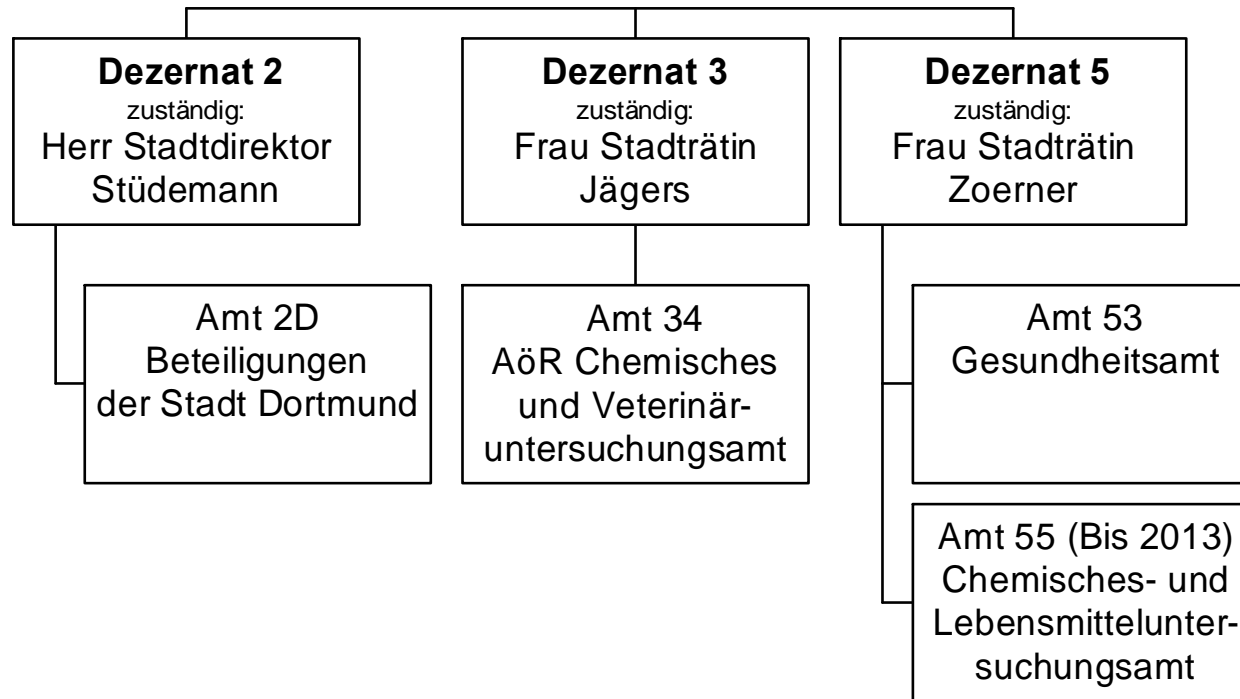 Dezernat 2
zuständig:
Herr Stadtdirektor
Stüdemann
Dezernat 3
zuständig:
Frau Stadträtin
Jägers
Dezernat 5
zuständig:
Frau Stadträtin
Zoerner
Amt 2D
Beteiligungen
der Stadt Dortmund
Amt 34
AöR Chemisches
und Veterinär-
untersuchungsamt
Amt 53
Gesundheitsamt
Amt 55 (Bis 2013)
Chemisches- und
Lebensmittelunter-
suchungsamt